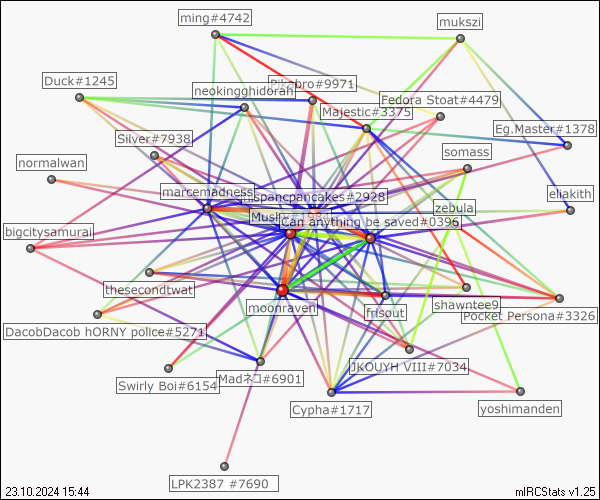 ming#4742
mukszi
Duck#1245
neokingghidorah
Pikabro#9971
Fedora Stoat#4479
Majestic#3375
Eg.Master#1378
Silver#7938
somass
normalwan
marcemadness
mspancpancakes#2928
eliakith
zebula
can anything be saved#0396
bigcitysamurai
thesecondtwat
moonraven
frisout
shawntee9
Pocket Persona#3326
DacobDacob hORNY police#5271
JKOUYH VIII#7034
Swirly Boi#6154
Madネコ#6901
Cypha#1717
yoshimanden
LPK2387 #7690
23.10.2024 15:44
mIRCStats v1.25